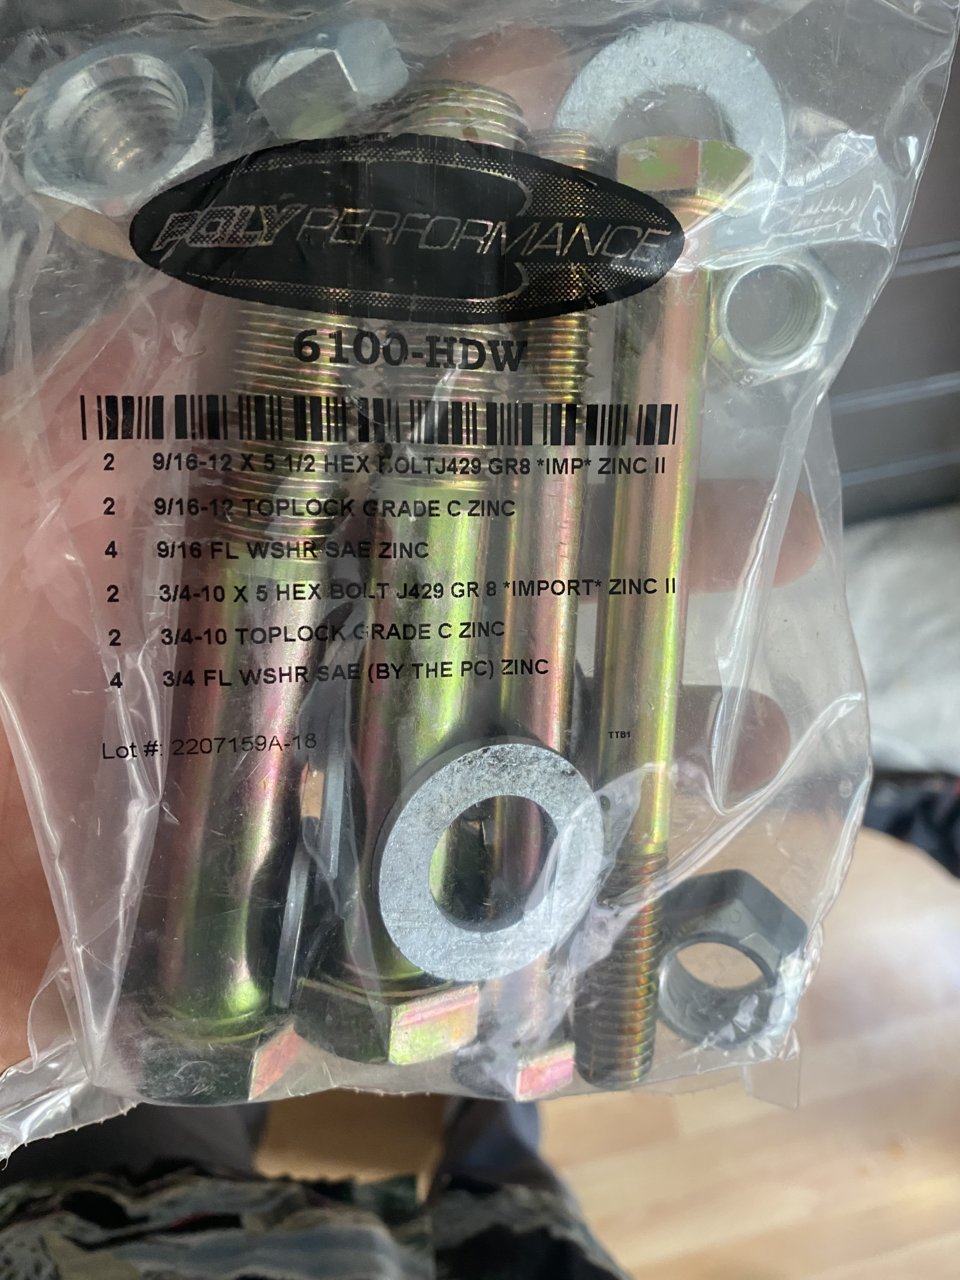 POLY PERFORMANCE
6100-HDW
2 9/16-12 X 5 1/2 HEX BOLTJ429 GR8 *IMP* ZINC II
2 9/16-12 TOPLOCK GRADE C ZINC
4 9/16 FL WSHR SAE ZINC
2 3/4-10 X 5 HEX BOLT J429 GR 8 *IMPORT* ZINC II
2 3/4-10 TOPLOCK GRADE C ZINC
4 3/4 FL WSHR SAE (BY THE PC) ZINC
Lot #: 2207159A-18
TTB1